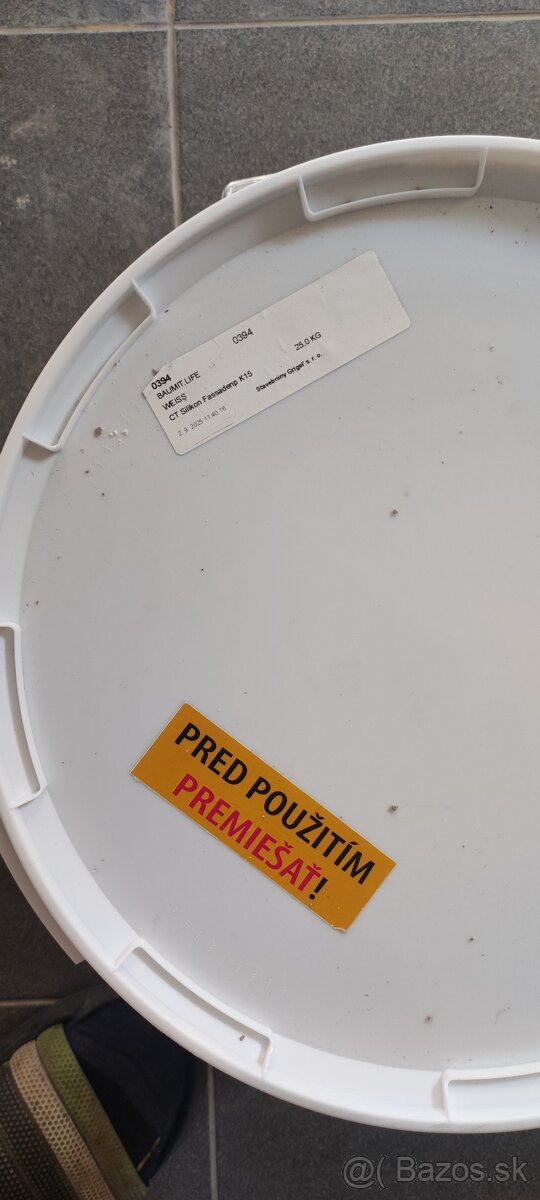 0394 0394
BAUMIT.LIFE 25,0 KG
WEISS
CT Silikon Fassadenp K15 Stavebniny Grigeľ s. r. o.
2. 9. 2025 11:40:16
PRED POUŽITÍM
PREMIEŠAŤ!
Bazos.sk